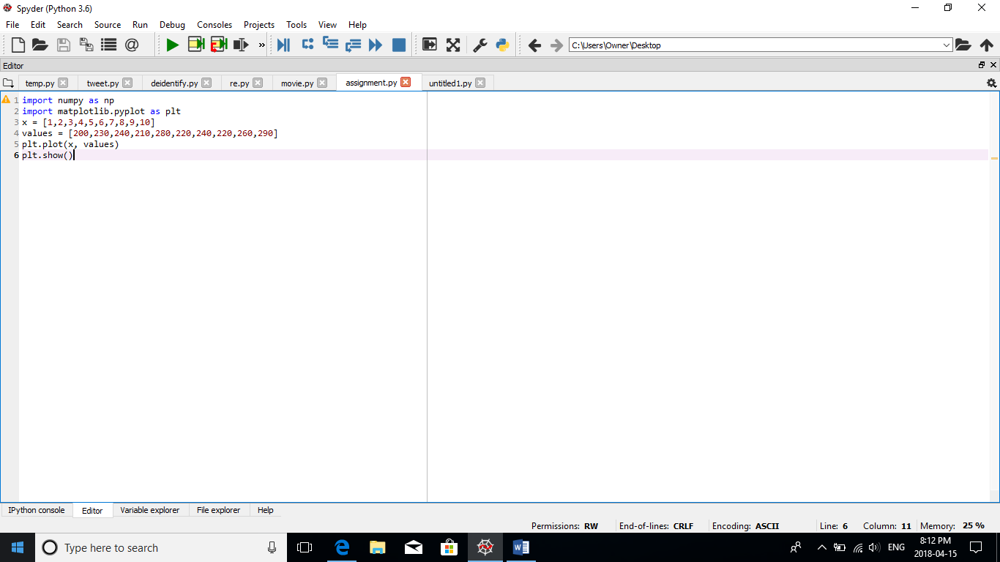 Spyder (Python 3.6)
File Edit Search Source Run Debug Consoles Projects Tools View Help
@ » C:\Users\Owner\Desktop
Editor
temp.py tweet.py deidentify.py re.py movie.py assignment.py untitled1.py
1 import numpy as np
2 import matplotlib.pyplot as plt
3 x = [1,2,3,4,5,6,7,8,9,10]
4 values = [200,230,240,210,280,220,240,220,260,290]
5 plt.plot(x, values)
6 plt.show()
IPython console Editor Variable explorer File explorer Help
Permissions: RW End-of-lines: CRLF Encoding: ASCII Line: 6 Column: 11 Memory: 25 %
Type here to search ENG 8:12 PM
2018-04-15